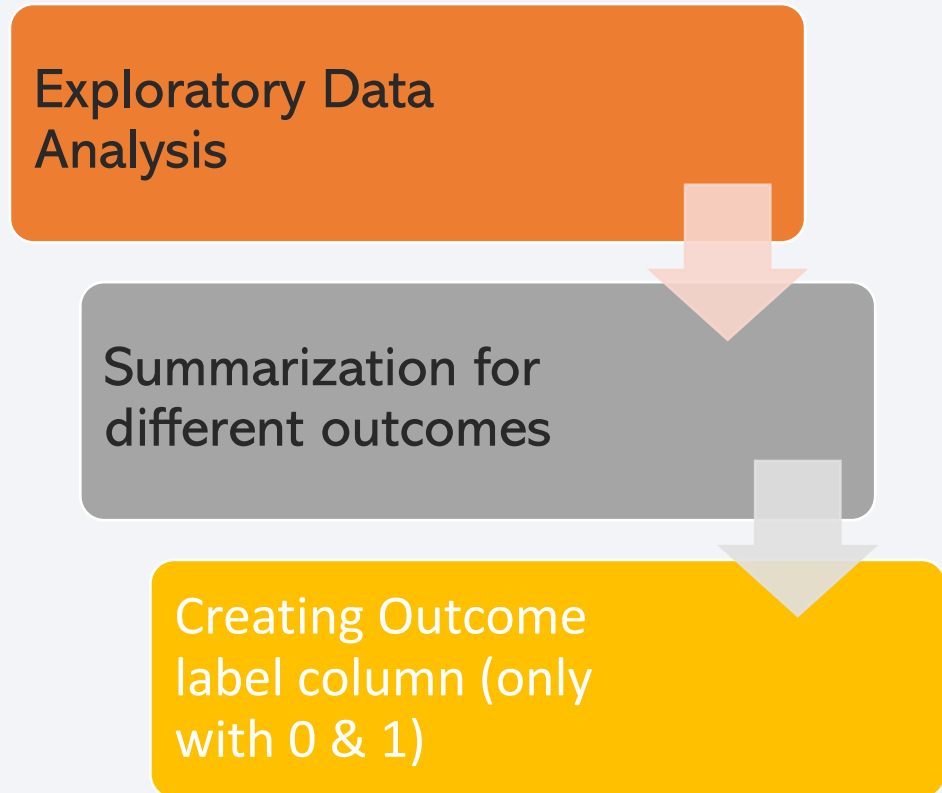 Exploratory Data
Analysis
Summarization for
different outcomes
Creating Outcome
label column (only
with 0 & 1)